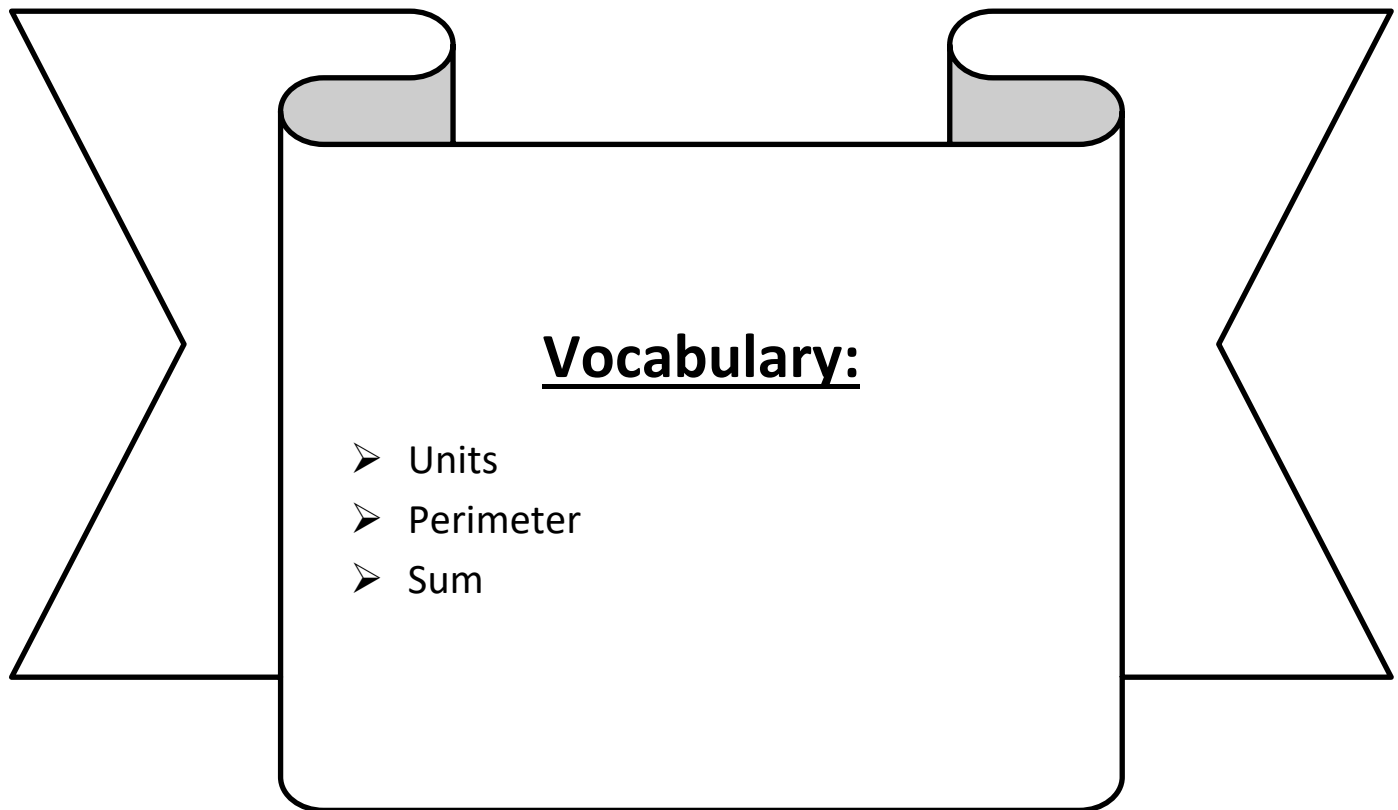 Vocabulary:
➢ Units
➢ Perimeter
➢ Sum